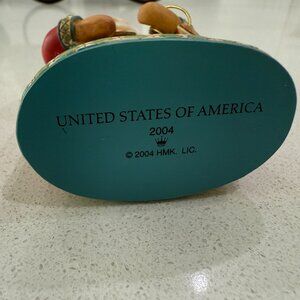 UNITED STATES OF AMERICA
2004
© 2004 HMK. LIC.